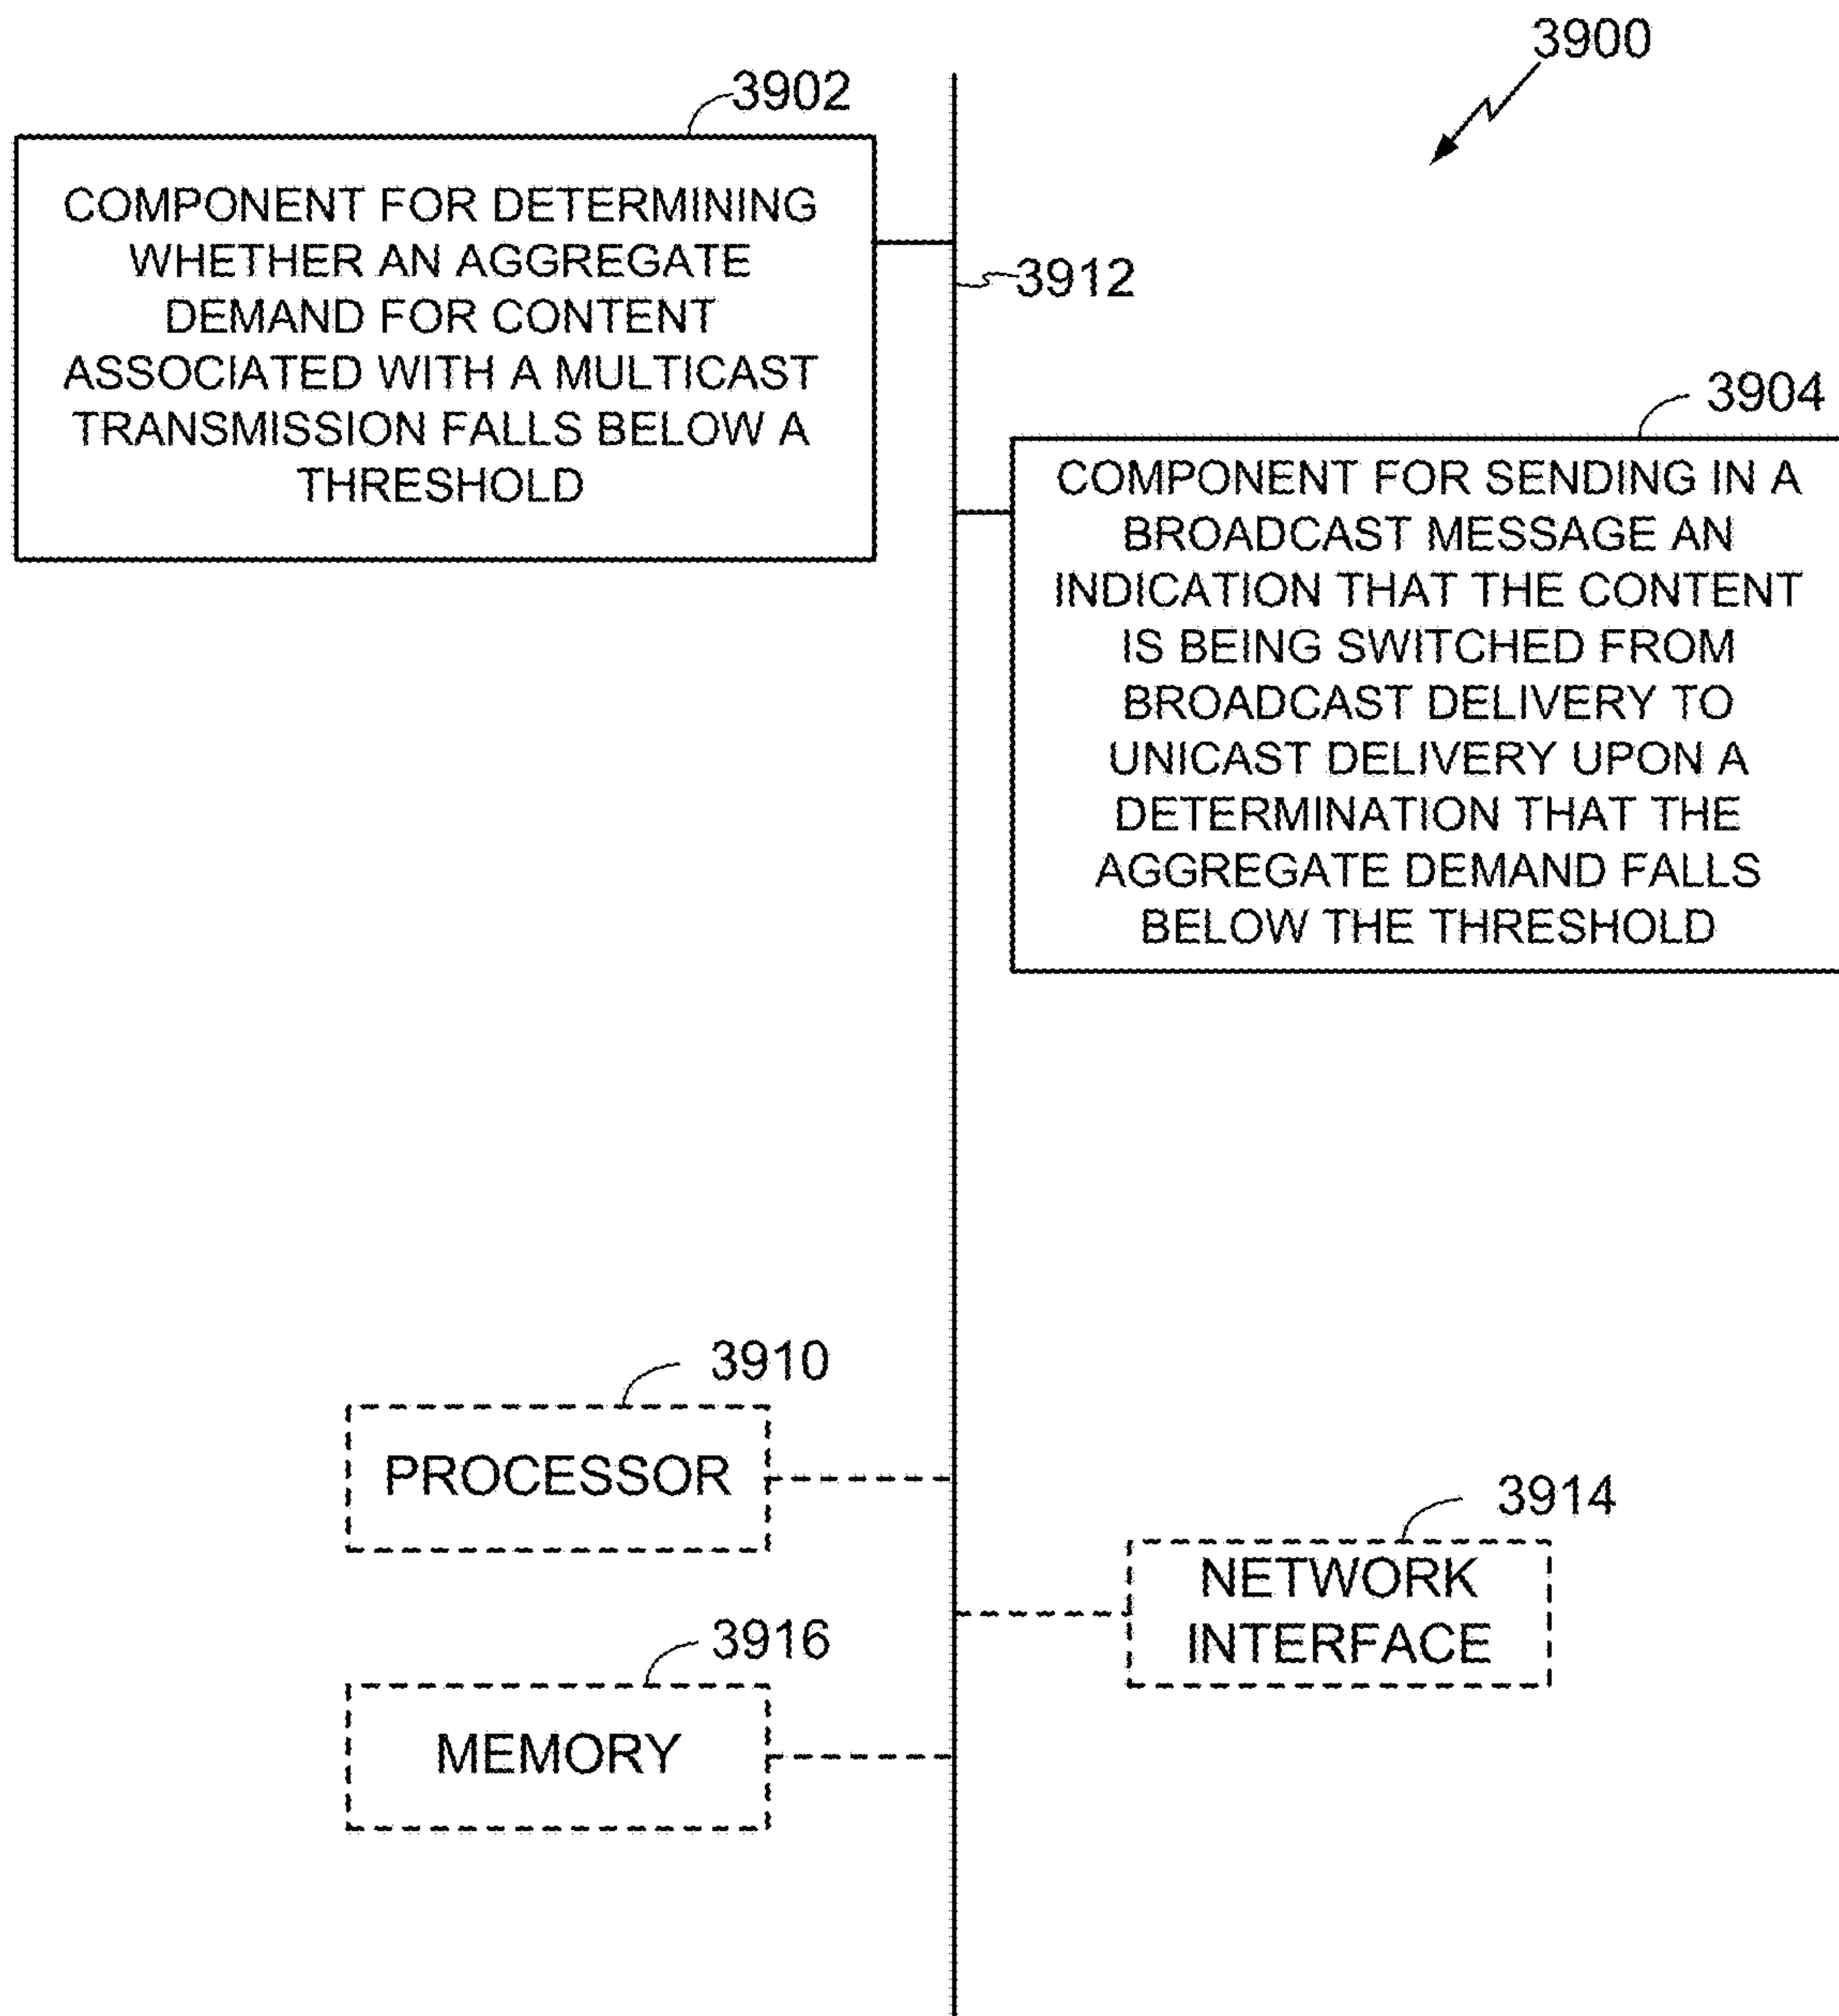 3900
3902
COMPONENT FOR DETERMINING
WHETHER AN AGGREGATE
DEMAND FOR CONTENT
ASSOCIATED WITH A MULTICAST
TRANSMISSION FALLS BELOW A
THRESHOLD
3912
3904
COMPONENT FOR SENDING IN A
BROADCAST MESSAGE AN
INDICATION THAT THE CONTENT
IS BEING SWITCHED FROM
BROADCAST DELIVERY TO
UNICAST DELIVERY UPON A
DETERMINATION THAT THE
AGGREGATE DEMAND FALLS
BELOW THE THRESHOLD
3910
PROCESSOR
3914
NETWORK
INTERFACE
3916
MEMORY